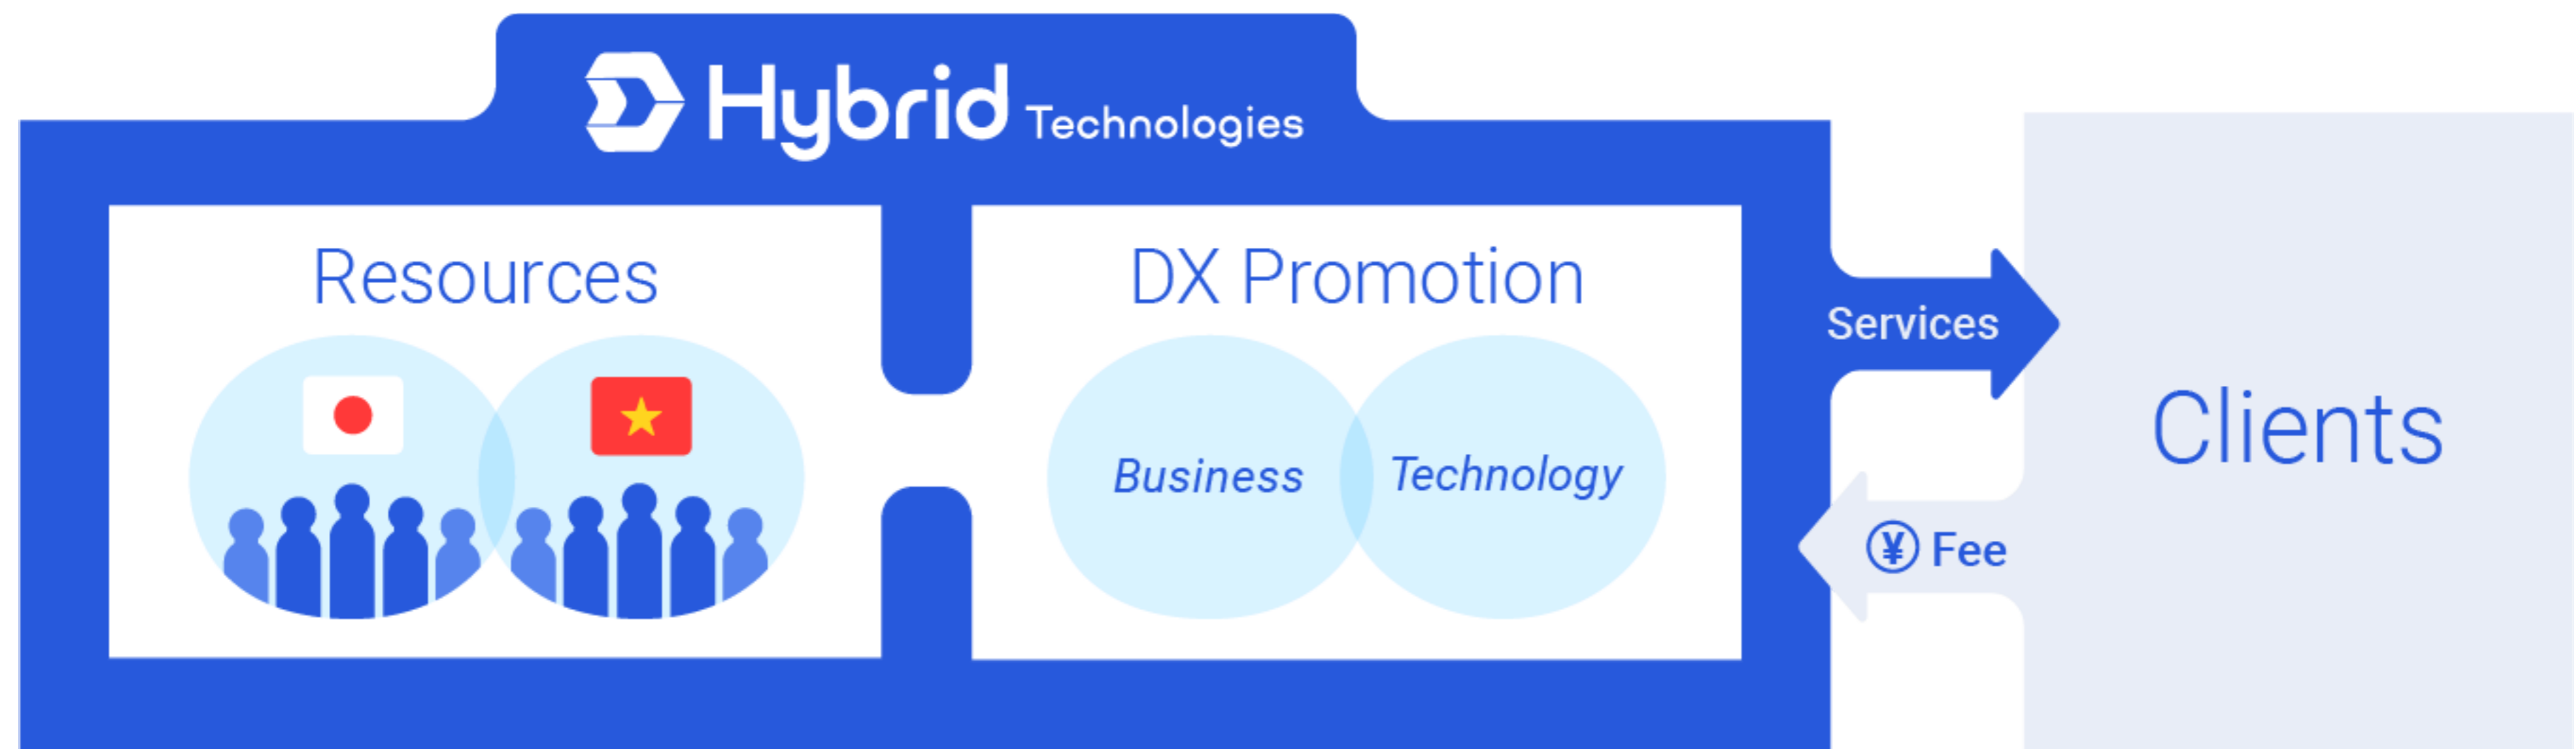 Hybrid Technologies
Resources
DX Promotion
Business
Technology
Services
Clients
¥ Fee